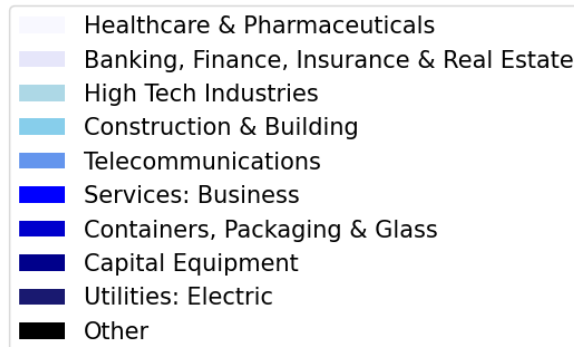 Healthcare & Pharmaceuticals
Banking, Finance, Insurance & Real Estate
High Tech Industries
Construction & Building
Telecommunications
Services: Business
Containers, Packaging & Glass
Capital Equipment
Utilities: Electric
Other